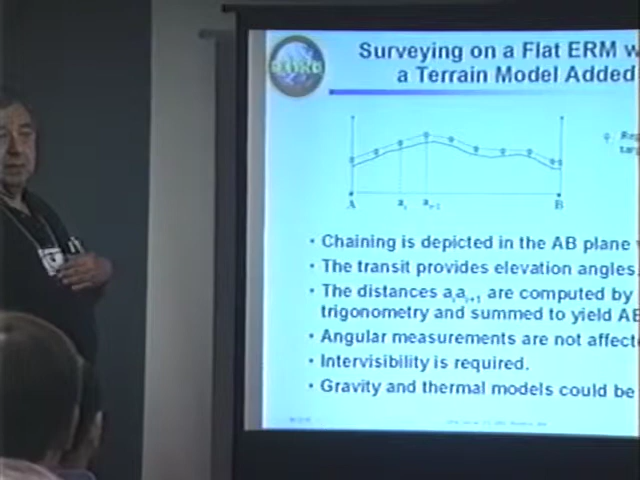 Surveying on a Flat ERM w
a Terrain Model Added
A
a i
a i+1
B
• Chaining is depicted in the AB plane
• The transit provides elevation angles.
• The distances aiai+1 are computed by
trigonometry and summed to yield AB
• Angular measurements are not affect
• Intervisibility is required.
• Gravity and thermal models could be